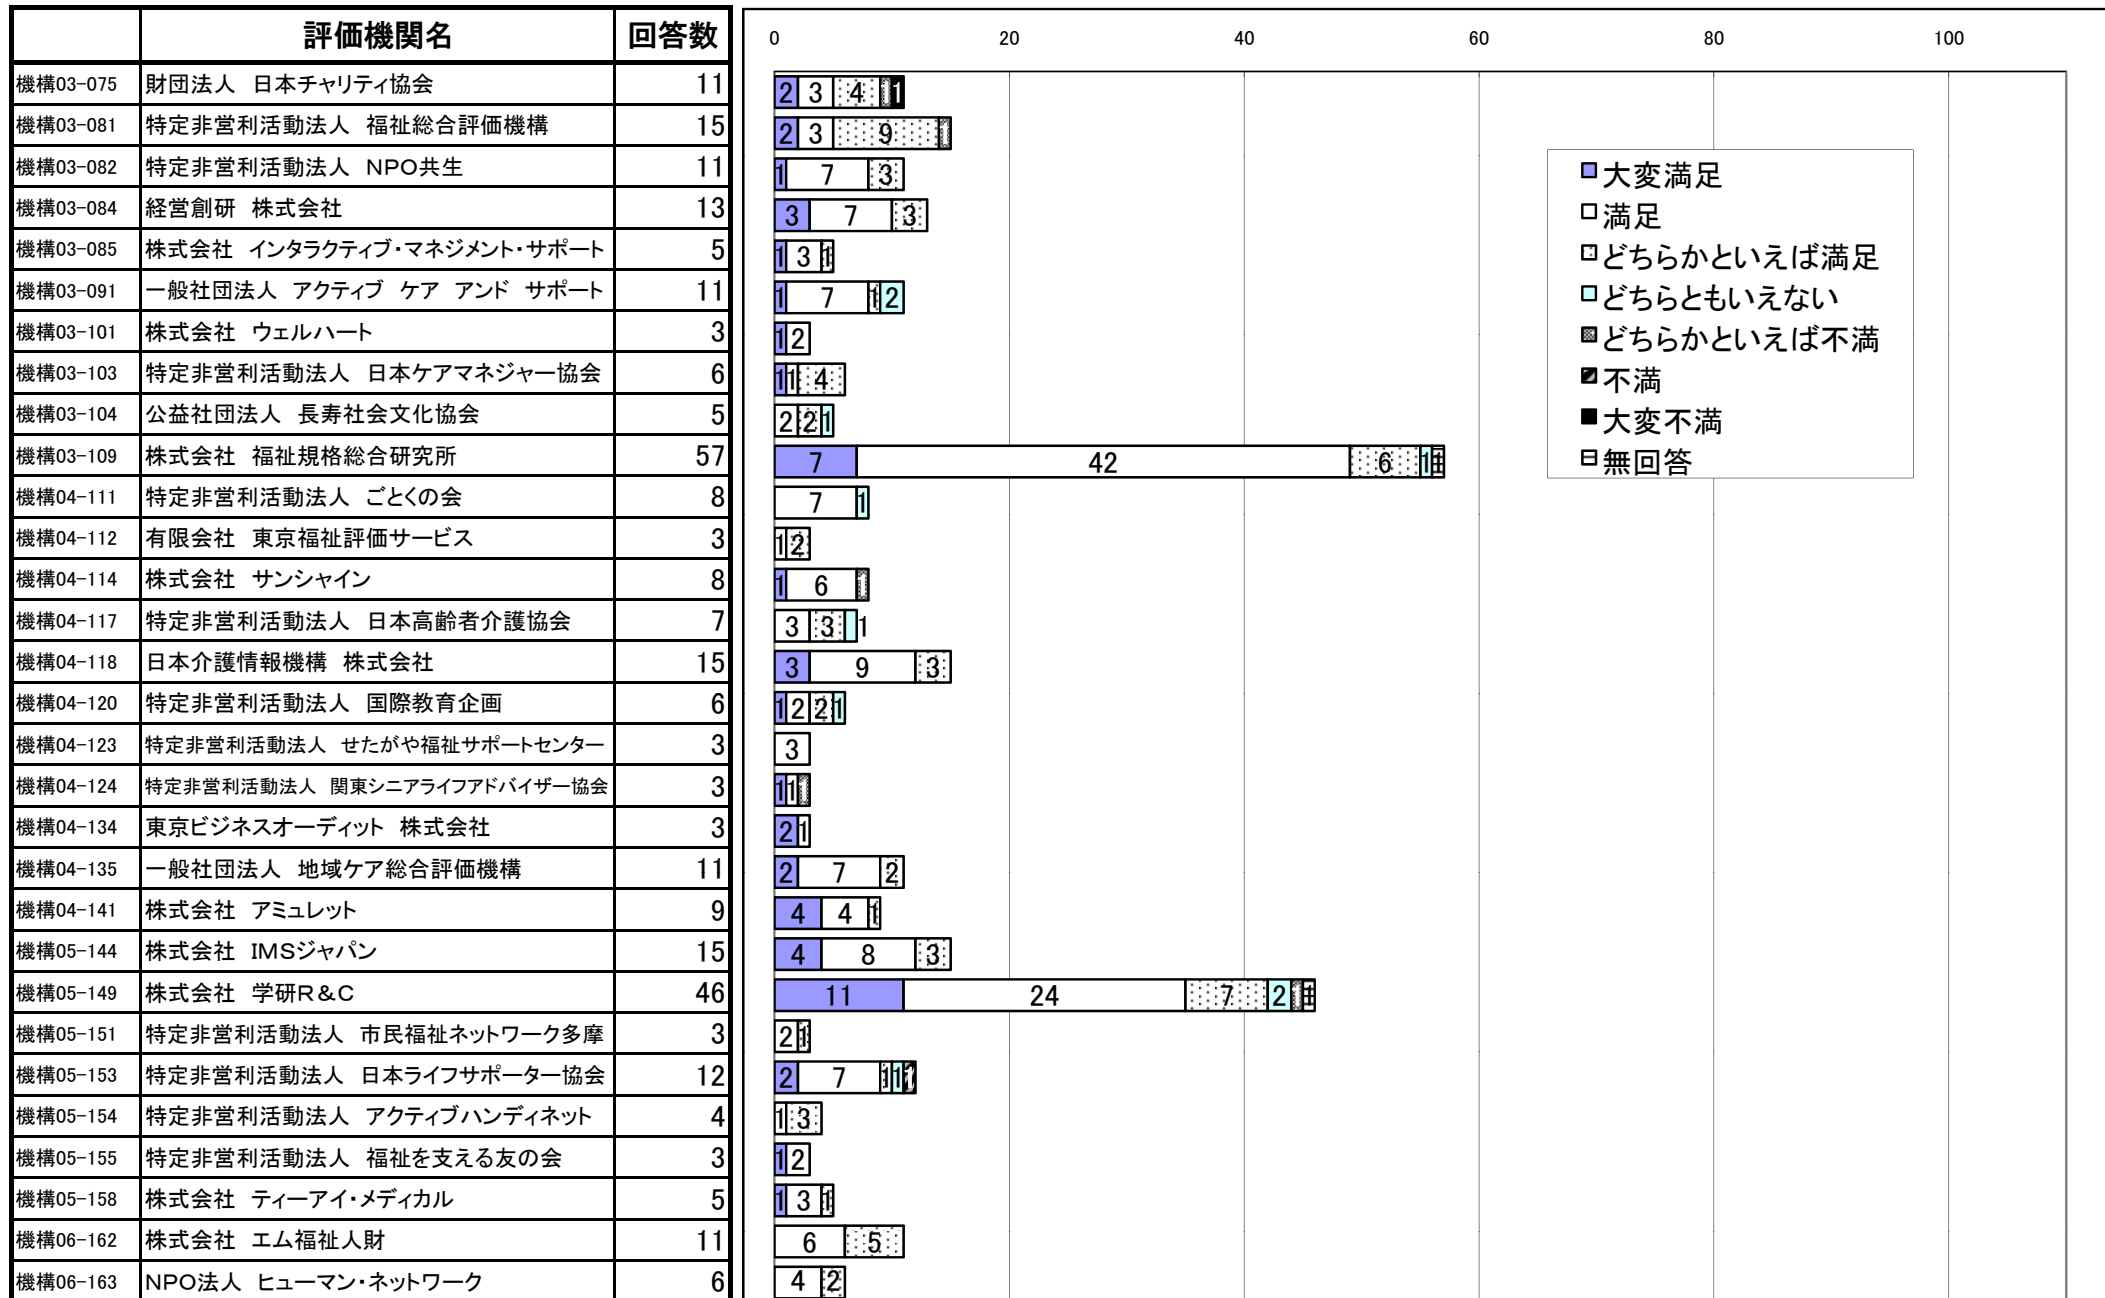 評価機関名 回答数
0 20 40 60 80 100
機構03-075 財団法人 日本チャリティ協会 11 2 3 4 1 1
機構03-081 特定非営利活動法人 福祉総合評価機構 15 2 3 9 1
機構03-082 特定非営利活動法人 NPO共生 11 1 7 3
機構03-084 経営創研 株式会社 13 3 7 3
機構03-085 株式会社 インタラクティブ・マネジメント・サポート 5 1 3 1
機構03-091 一般社団法人 アクティブ ケア アンド サポート 11 1 7 1 2
機構03-101 株式会社 ウェルハート 3 1 2
機構03-103 特定非営利活動法人 日本ケアマネジャー協会 6 1 1 4
機構03-104 公益社団法人 長寿社会文化協会 5 2 2 1
機構03-109 株式会社 福祉規格総合研究所 57 7 42 6 1 1
機構04-111 特定非営利活動法人 ごとくの会 8 7 1
機構04-112 有限会社 東京福祉評価サービス 3 1 2
機構04-114 株式会社 サンシャイン 8 1 6 1
機構04-117 特定非営利活動法人 日本高齢者介護協会 7 3 3 1
機構04-118 日本介護情報機構 株式会社 15 3 9 3
機構04-120 特定非営利活動法人 国際教育企画 6 1 2 2 1
機構04-123 特定非営利活動法人 せたがや福祉サポートセンター 3 3
機構04-124 特定非営利活動法人 関東シニアライフアドバイザー協会 3 1 1 1
機構04-134 東京ビジネスオーディット 株式会社 3 2 1
機構04-135 一般社団法人 地域ケア総合評価機構 11 2 7 2
機構04-141 株式会社 アミュレット 9 4 4 1
機構05-144 株式会社 IMSジャパン 15 4 8 3
機構05-149 株式会社 学研R&C 46 11 24 7 2 1 1
機構05-151 特定非営利活動法人 市民福祉ネットワーク多摩 3 2 1
機構05-153 特定非営利活動法人 日本ライフサポーター協会 12 2 7 1 1 1
機構05-154 特定非営利活動法人 アクティブハンディネット 4 1 3
機構05-155 特定非営利活動法人 福祉を支える友の会 3 1 2
機構05-158 株式会社 ティーアイ・メディカル 5 1 3 1
機構06-162 株式会社 エム福祉人財 11 6 5
機構06-163 NPO法人 ヒューマン・ネットワーク 6 4 2
大変満足
満足
どちらかといえば満足
どちらともいえない
どちらかといえば不満
不満
大変不満
無回答